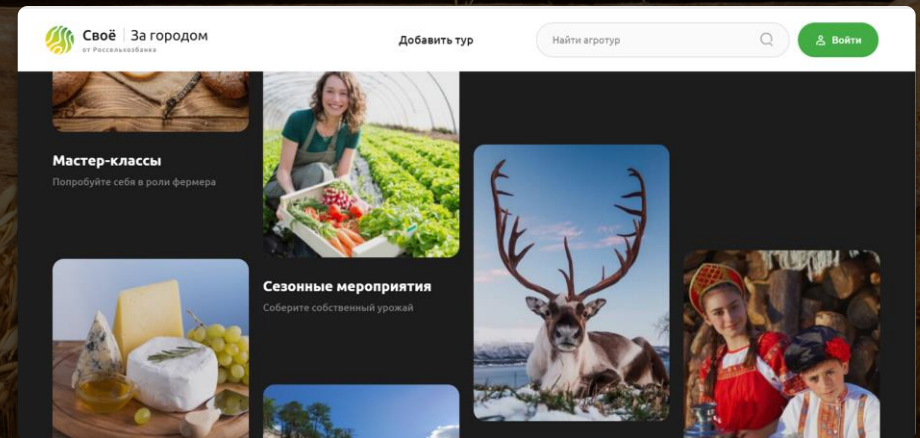 Своё За городом
от Россельхозбанка
Добавить тур
Найти агротур
Войти
Мастер-классы
Попробуйте себя в роли фермера
Сезонные мероприятия
Соберите собственный урожай